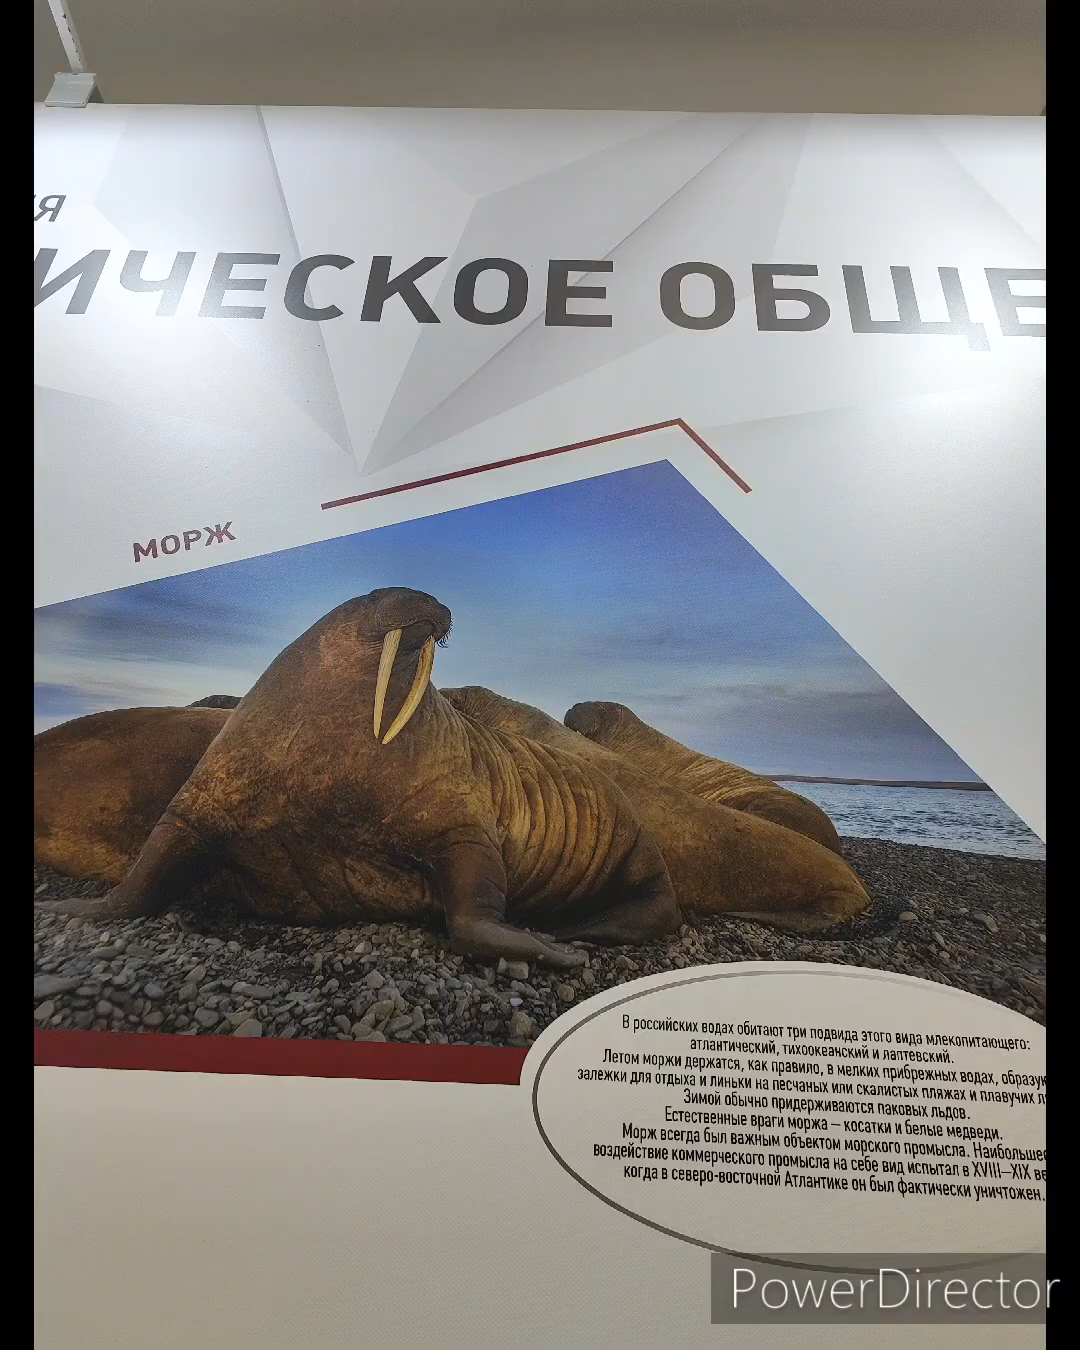 ИЧЕСКОЕ ОБЩЕ
МОРЖ
В российских водах обитают три подвида этого вида млекопитающего:
атлантический, тихоокеанский и лаптевский.
Летом моржи держатся, как правило, в мелких прибрежных водах, образую
залежки для отдыха и линьки на песчаных или скалистых пляжах и плавучих л
Зимой обычно придерживаются паковых льдов.
Естественные враги моржа – косатки и белые медведи.
Морж всегда был важным объектом морского промысла. Наибольшее
воздействие коммерческого промысла на себе вид испытал в XVIII–XIX ве
когда в северо-восточной Атлантике он был фактически уничтожен.
PowerDirector